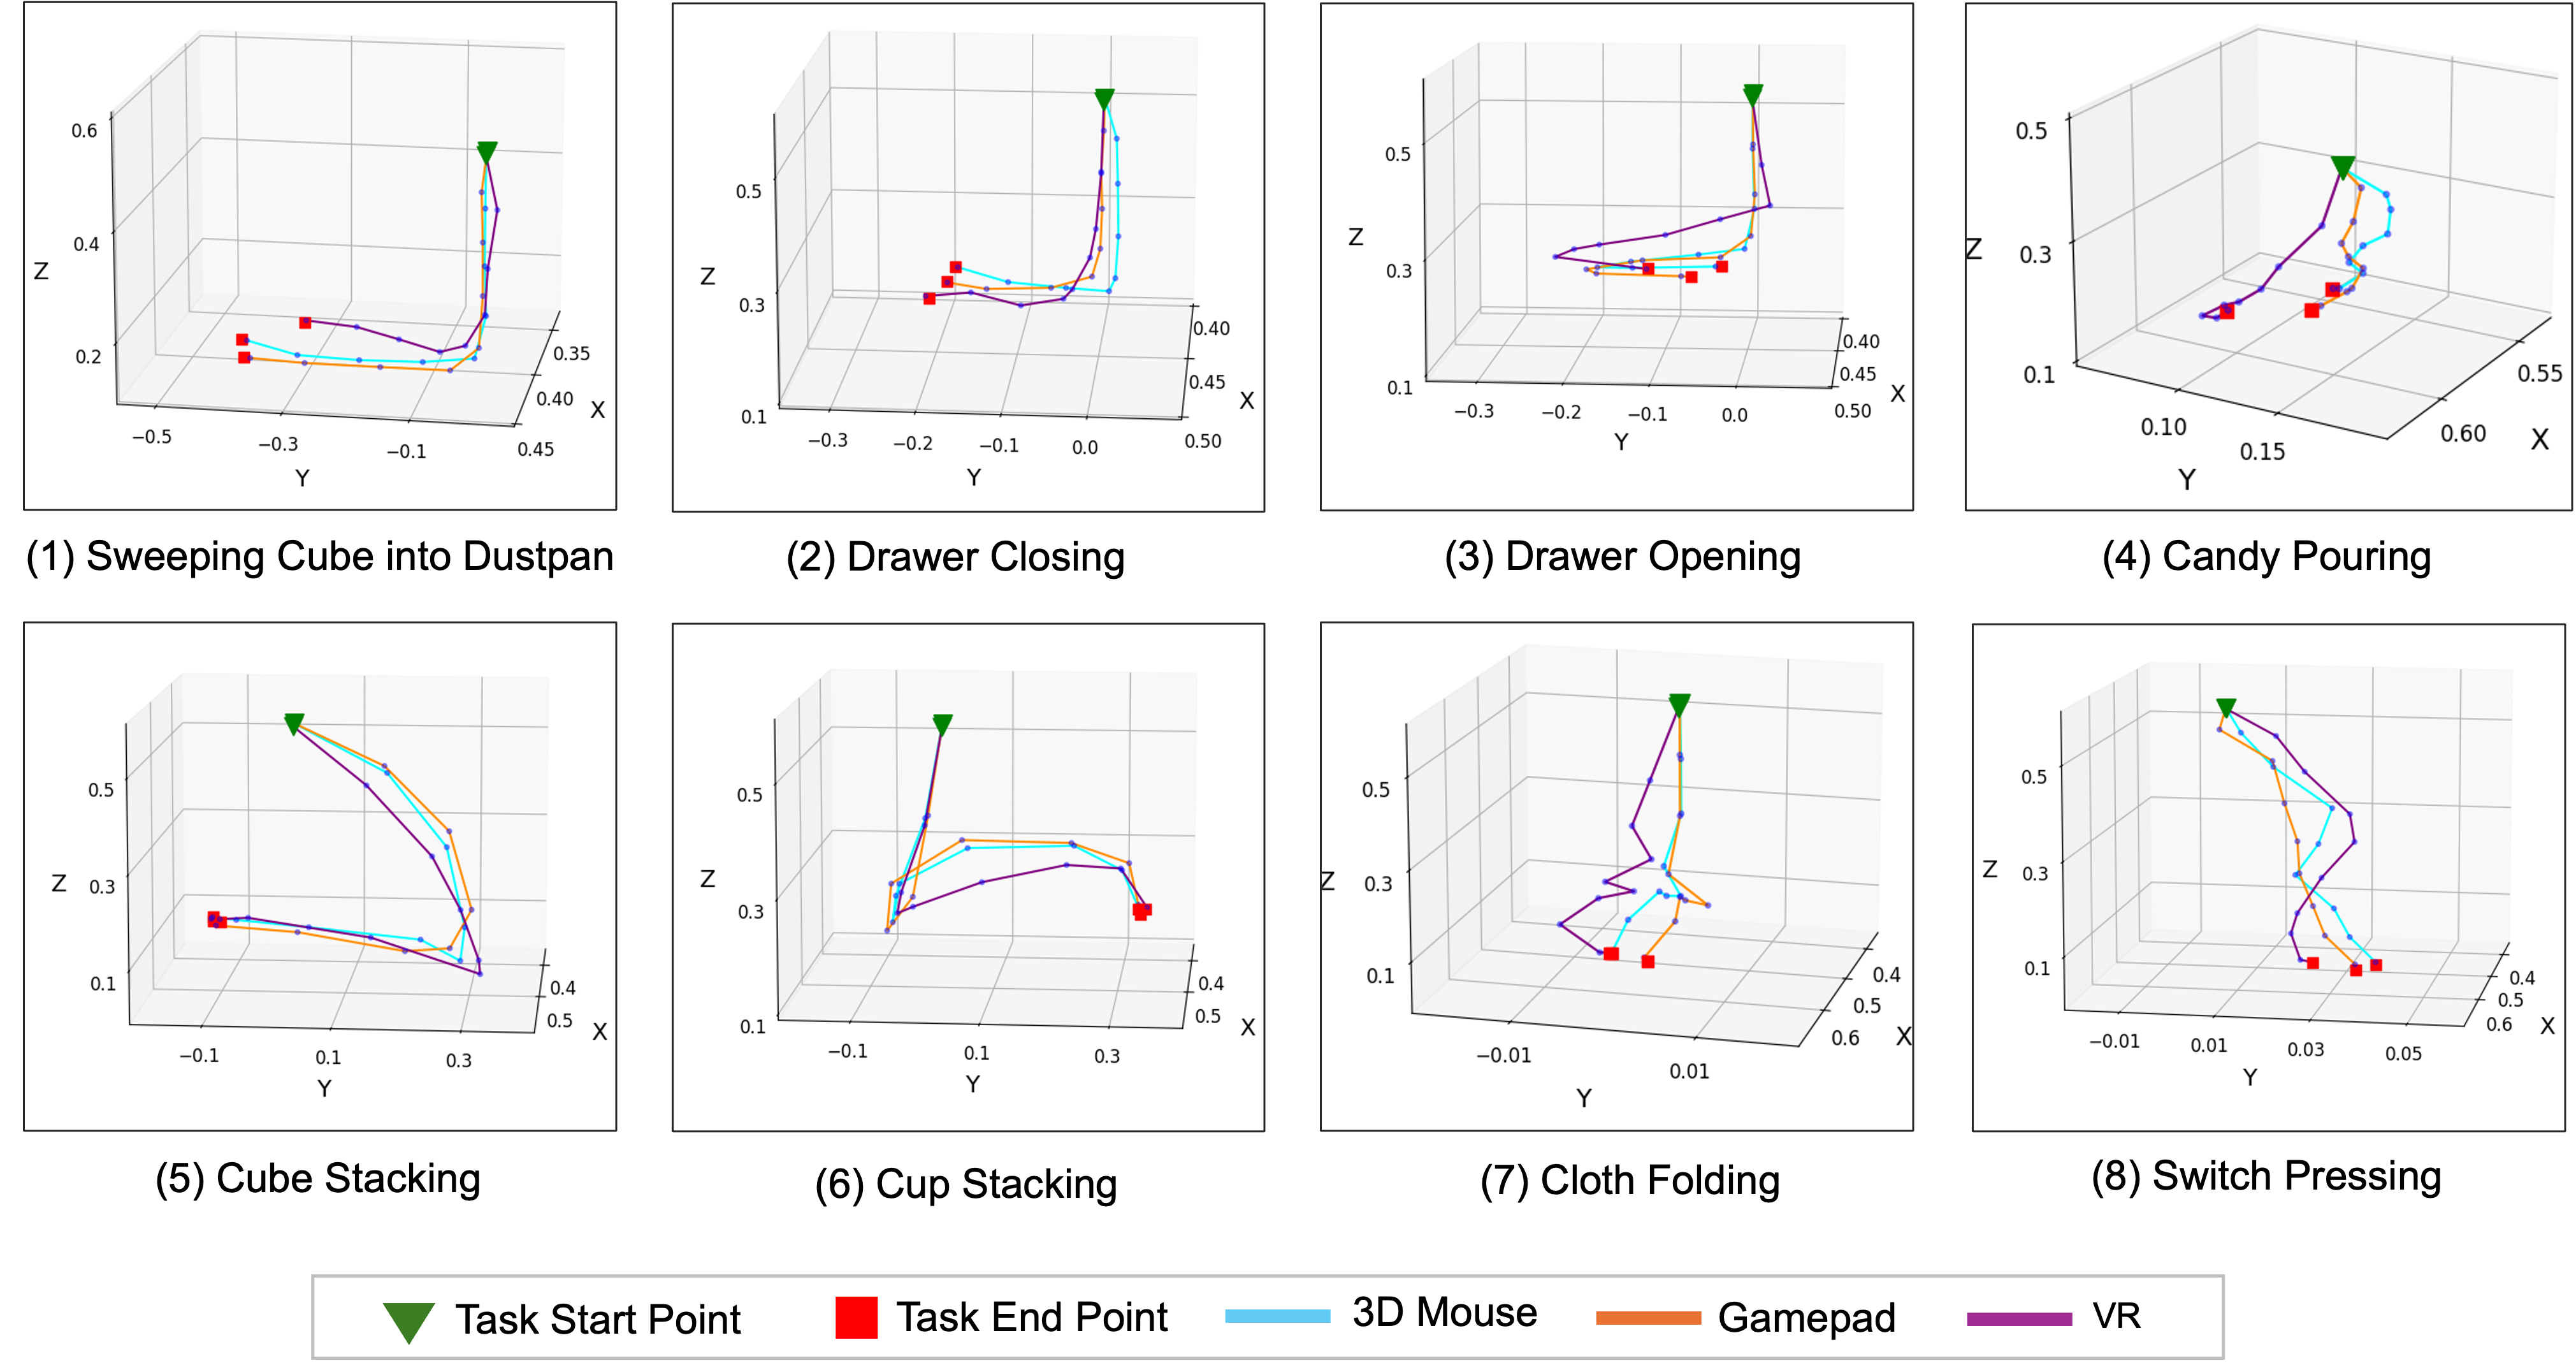 0.6
0.4
0.2
Z
−0.5
−0.3
−0.1
Y
0.35
0.40
0.45
X
(1) Sweeping Cube into Dustpan
0.5
0.3
0.1
Z
−0.3
−0.2
−0.1
0.0
Y
0.40
0.45
0.50
X
(2) Drawer Closing
0.5
0.3
0.1
Z
−0.3
−0.2
−0.1
0.0
Y
0.40
0.45
0.50
X
(3) Drawer Opening
0.5
0.3
0.1
Z
0.10
0.15
Y
0.55
0.60
X
(4) Candy Pouring
0.5
0.3
0.1
Z
−0.1
0.1
0.3
Y
0.4
0.5
X
(5) Cube Stacking
0.5
0.3
0.1
Z
−0.1
0.1
0.3
Y
0.4
0.5
X
(6) Cup Stacking
0.5
0.3
0.1
Z
−0.01
0.01
Y
0.4
0.5
0.6
X
(7) Cloth Folding
0.5
0.3
0.1
Z
−0.01
0.01
0.03
0.05
Y
0.4
0.5
0.6
X
(8) Switch Pressing
Task Start Point
Task End Point
3D Mouse
Gamepad
VR